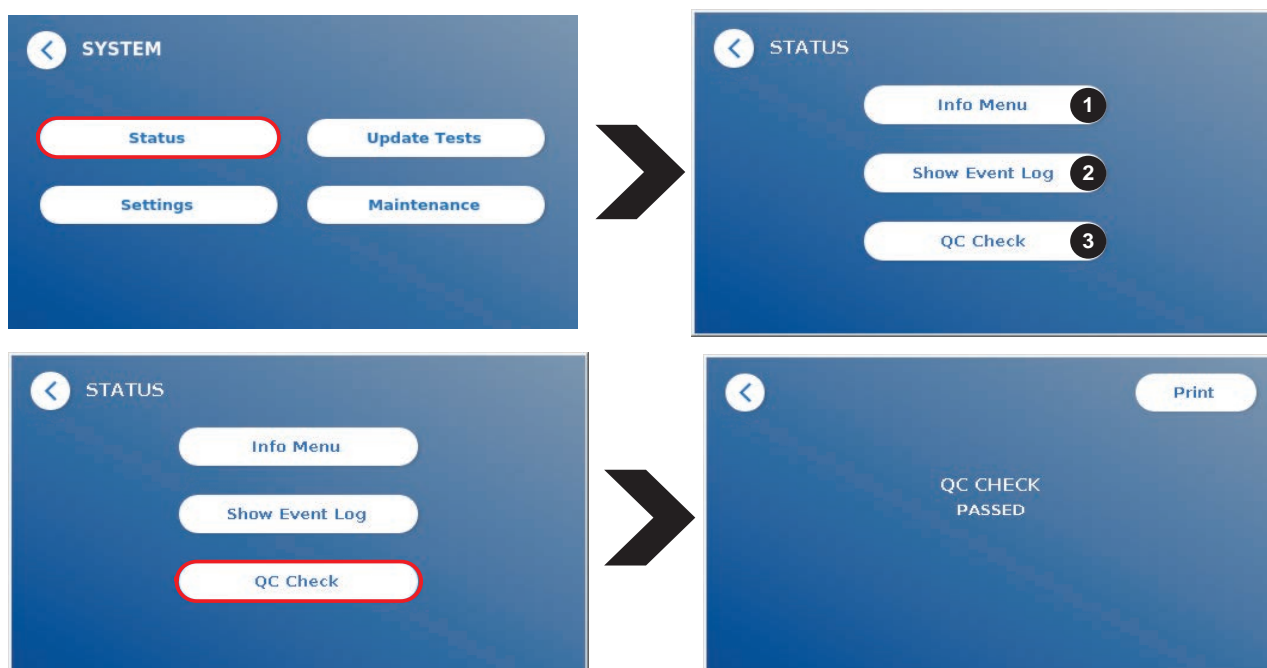 SYSTEM
Status
Update Tests
Settings
Maintenance
STATUS
Info Menu 1
Show Event Log 2
QC Check 3
STATUS
Info Menu
Show Event Log
QC Check
Print
QC CHECK
PASSED